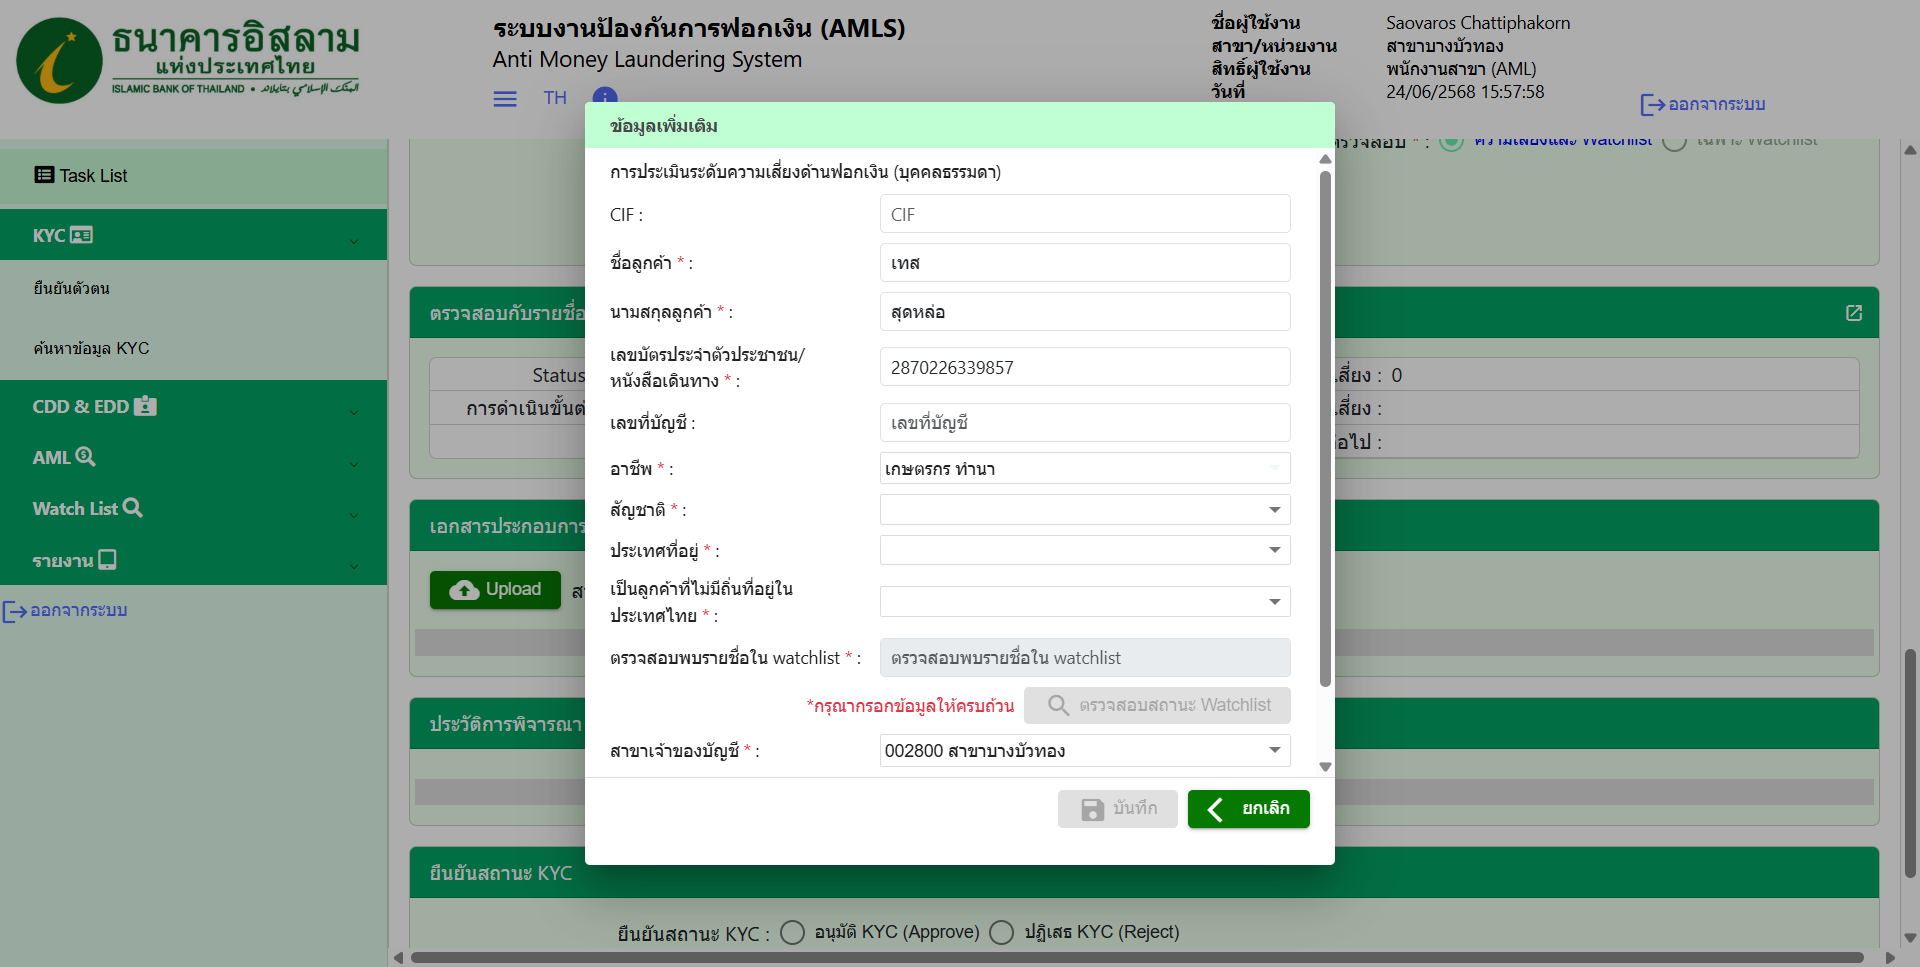 ธนาคารอิสลาม
แห่งประเทศไทย
ISLAMIC BANK OF THAILAND •
ระบบงานป้องกันการฟอกเงิน (AMLS)
Anti Money Laundering System
TH
ชื่อผู้ใช้งาน Saovaros Chattiphakorn
สาขา/หน่วยงาน สาขาบางบัวทอง
สิทธิ์ผู้ใช้งาน พนักงานสาขา (AML)
วันที่ 24/06/2568 15:57:58
ออกจากระบบ
Task List
KYC
ยืนยันตัวตน
ค้นหาข้อมูล KYC
CDD & EDD
AML
Watch List
รายงาน
ออกจากระบบ
ตรวจสอบ * : ความเสี่ยงและ Watchlist เฉพาะ Watchlist
ตรวจสอบกับรายชื่อ
Status
เสี่ยง : 0
การดำเนินขั้นต่
เสี่ยง :
อไป :
เอกสารประกอบการ
Upload
ประวัติการพิจารณา
ยืนยันสถานะ KYC
ยืนยันสถานะ KYC : อนุมัติ KYC (Approve) ปฏิเสธ KYC (Reject)
ข้อมูลเพิ่มเติม
การประเมินระดับความเสี่ยงด้านฟอกเงิน (บุคคลธรรมดา)
CIF : CIF
ชื่อลูกค้า * : เทส
นามสกุลลูกค้า * : สุดหล่อ
เลขบัตรประจำตัวประชาชน/
หนังสือเดินทาง * : 2870226339857
เลขที่บัญชี : เลขที่บัญชี
อาชีพ * : เกษตรกร ทำนา
สัญชาติ * :
ประเทศที่อยู่ * :
เป็นลูกค้าที่ไม่มีถิ่นที่อยู่ใน
ประเทศไทย * :
ตรวจสอบพบรายชื่อใน watchlist * : ตรวจสอบพบรายชื่อใน watchlist
*กรุณากรอกข้อมูลให้ครบถ้วน ตรวจสอบสถานะ Watchlist
สาขาเจ้าของบัญชี * : 002800 สาขาบางบัวทอง
บันทึก ยกเลิก